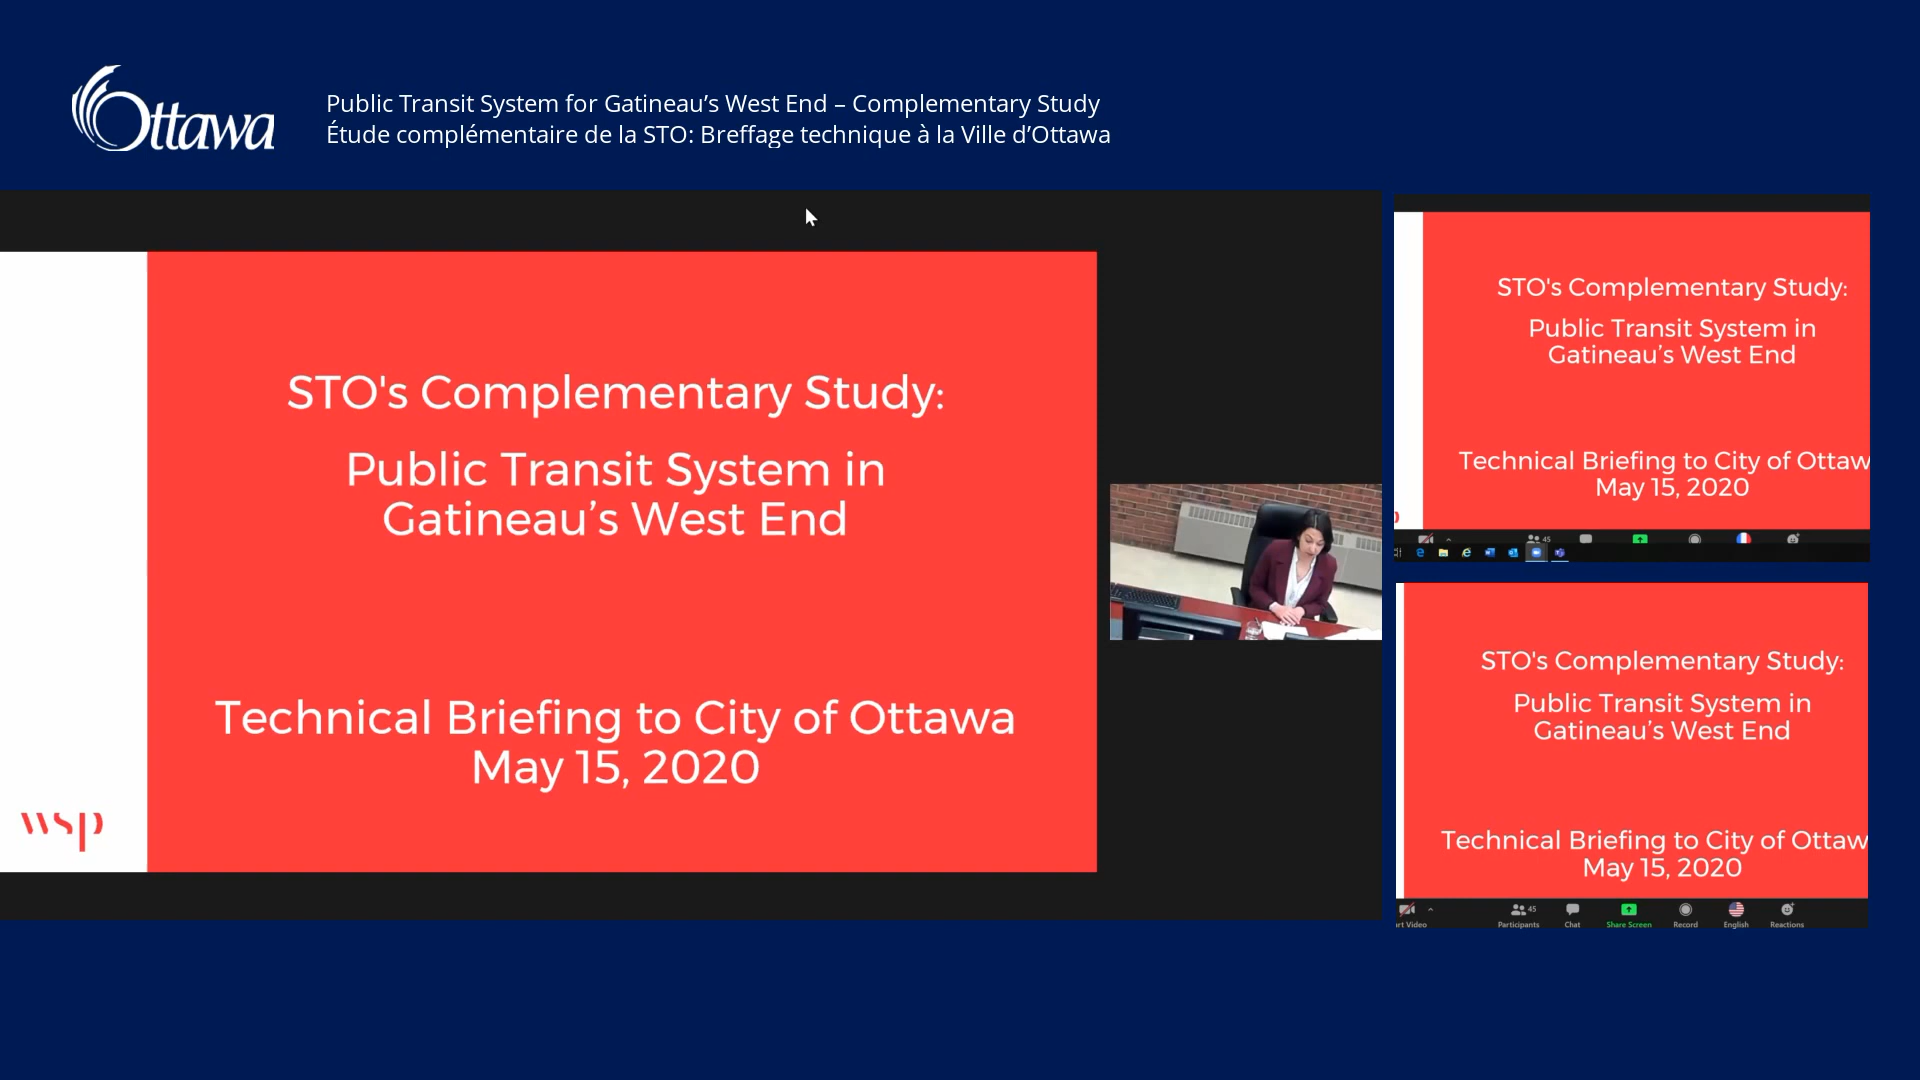 Ottawa
Public Transit System for Gatineau’s West End – Complementary Study
Étude complémentaire de la STO: Breffage technique à la Ville d’Ottawa
STO's Complementary Study:
Public Transit System in
Gatineau’s West End
Technical Briefing to City of Ottawa
May 15, 2020
wsp
STO's Complementary Study:
Public Transit System in
Gatineau’s West End
Technical Briefing to City of Ottaw
May 15, 2020
45
STO's Complementary Study:
Public Transit System in
Gatineau’s West End
Technical Briefing to City of Ottaw
May 15, 2020
45
rt Video Participants Chat Share Screen Record English Reactions